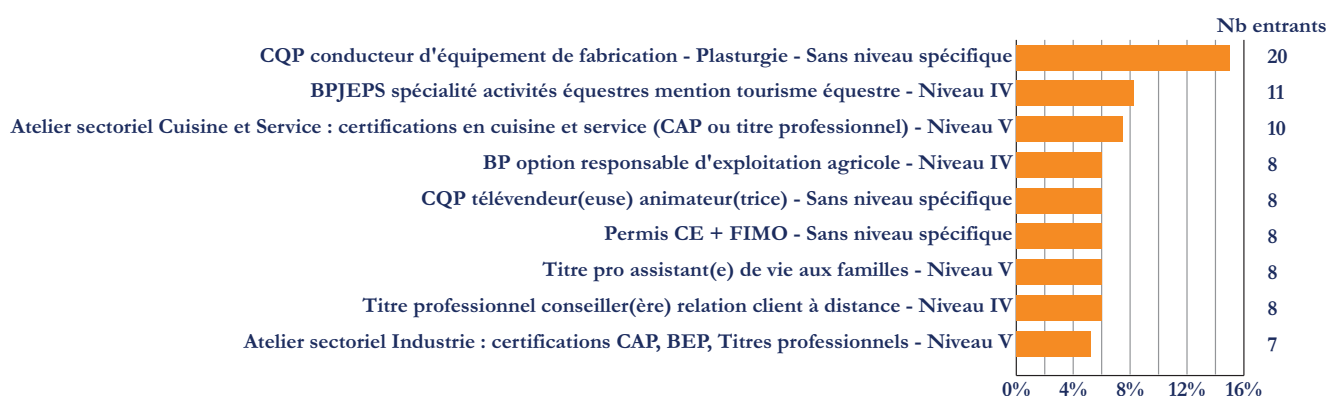 Nb entrants
CQP conducteur d'équipement de fabrication - Plasturgie - Sans niveau spécifique 20
BPJEPS spécialité activités équestres mention tourisme équestre - Niveau IV 11
Atelier sectoriel Cuisine et Service : certifications en cuisine et service (CAP ou titre professionnel) - Niveau V 10
BP option responsable d'exploitation agricole - Niveau IV 8
CQP télévendeur(euse) animateur(trice) - Sans niveau spécifique 8
Permis CE + FIMO - Sans niveau spécifique 8
Titre pro assistant(e) de vie aux familles - Niveau V 8
Titre professionnel conseiller(ère) relation client à distance - Niveau IV 8
Atelier sectoriel Industrie : certifications CAP, BEP, Titres professionnels - Niveau V 7
0% 4% 8% 12% 16%